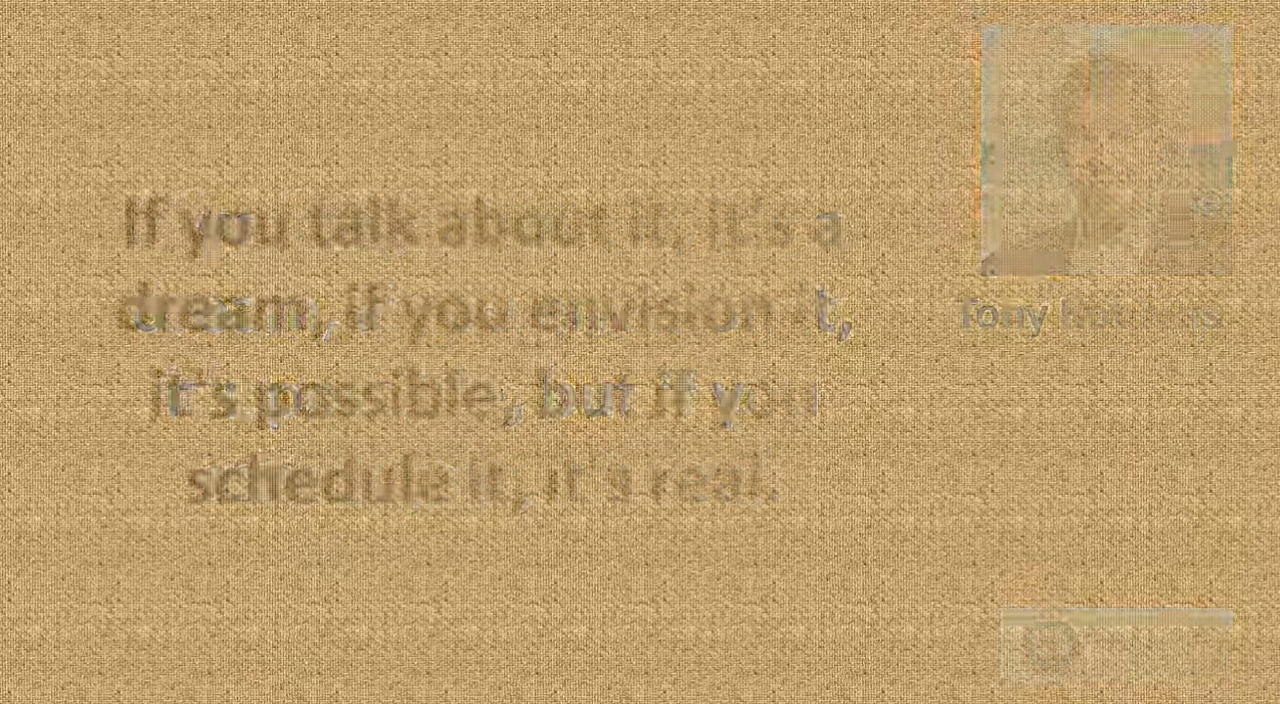 If you talk about it, it's a
dream, if you envision it,
it's possible, but if you
schedule it, it's real.
Tony